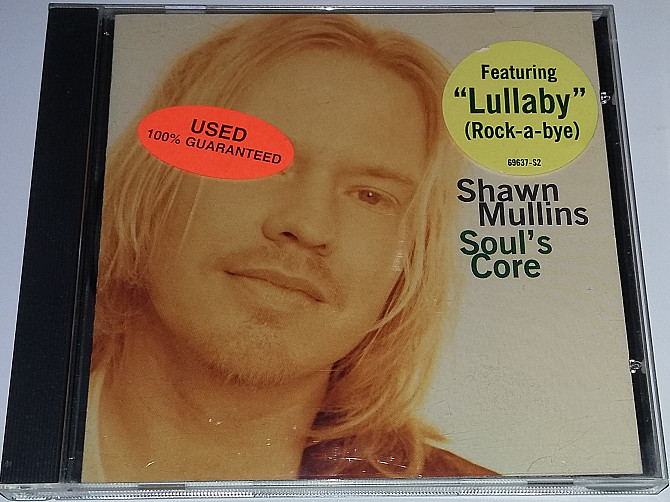 Featuring
“Lullaby”
(Rock-a-bye)
69637-S2
USED
100% GUARANTEED
Shawn
Mullins
Soul's
Core